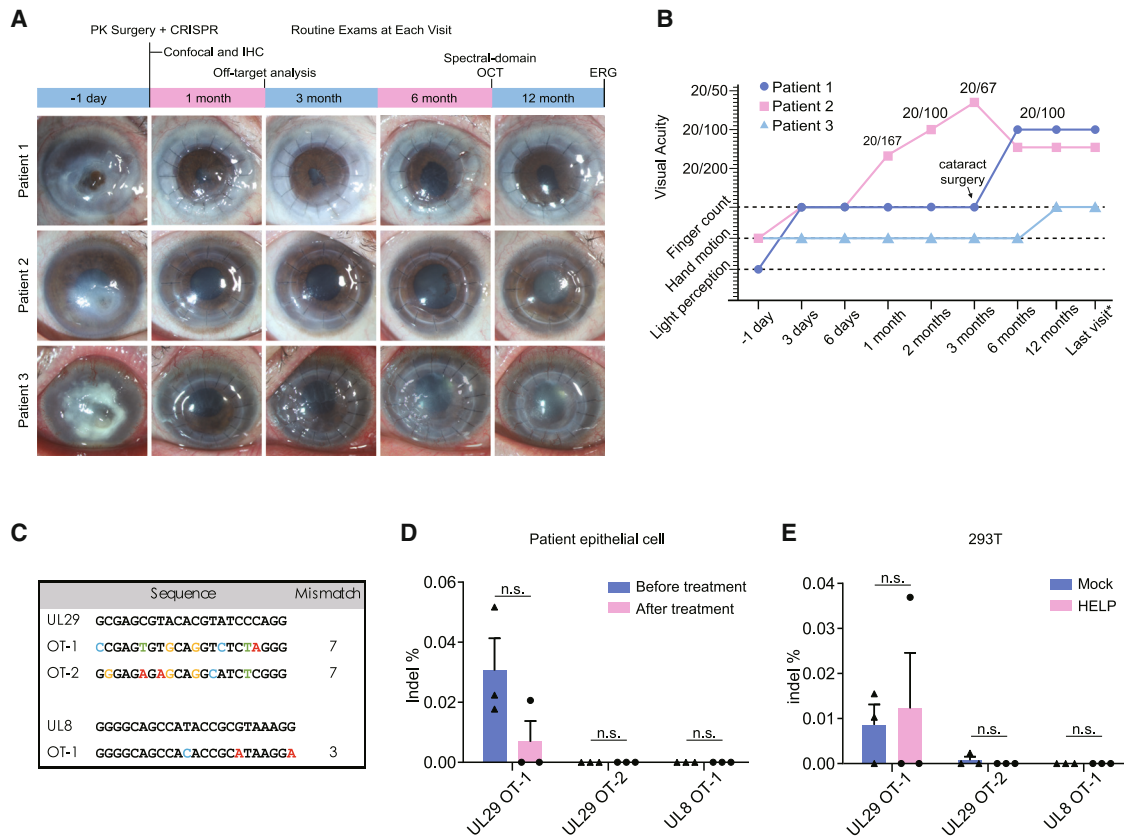 A
PK Surgery + CRISPR
Routine Exams at Each Visit
Confocal and IHC
Off-target analysis
Spectral-domain
OCT
ERG
-1 day
1 month
3 month
6 month
12 month
Patient 1
Patient 2
Patient 3
B
Visual Acuity
20/50
20/100
20/200
Finger count
Hand motion
Light perception
Patient 1
Patient 2
Patient 3
20/167
20/100
20/67
20/100
cataract
surgery
-1 day
3 days
6 days
1 month
2 months
3 months
6 months
12 months
Last visit*
C
Sequence Mismatch
UL29 GCGAGCGTACACGTATCCCAGG
OT-1 CCGAGTGTGCAGGTCTCTAGGG 7
OT-2 GGGAGAGAGCAGGCATCTCGGG 7
UL8 GGGGCAGCCATACCGCGTAAAGG
OT-1 GGGGCAGCCACACCGCATAAGGA 3
D
Patient epithelial cell
Indel %
0.06
0.04
0.02
0.00
n.s.
n.s.
n.s.
Before treatment
After treatment
UL29 OT-1
UL29 OT-2
UL8 OT-1
E
293T
indel %
0.04
0.03
0.02
0.01
0.00
n.s.
n.s.
n.s.
Mock
HELP
UL29 OT-1
UL29 OT-2
UL8 OT-1